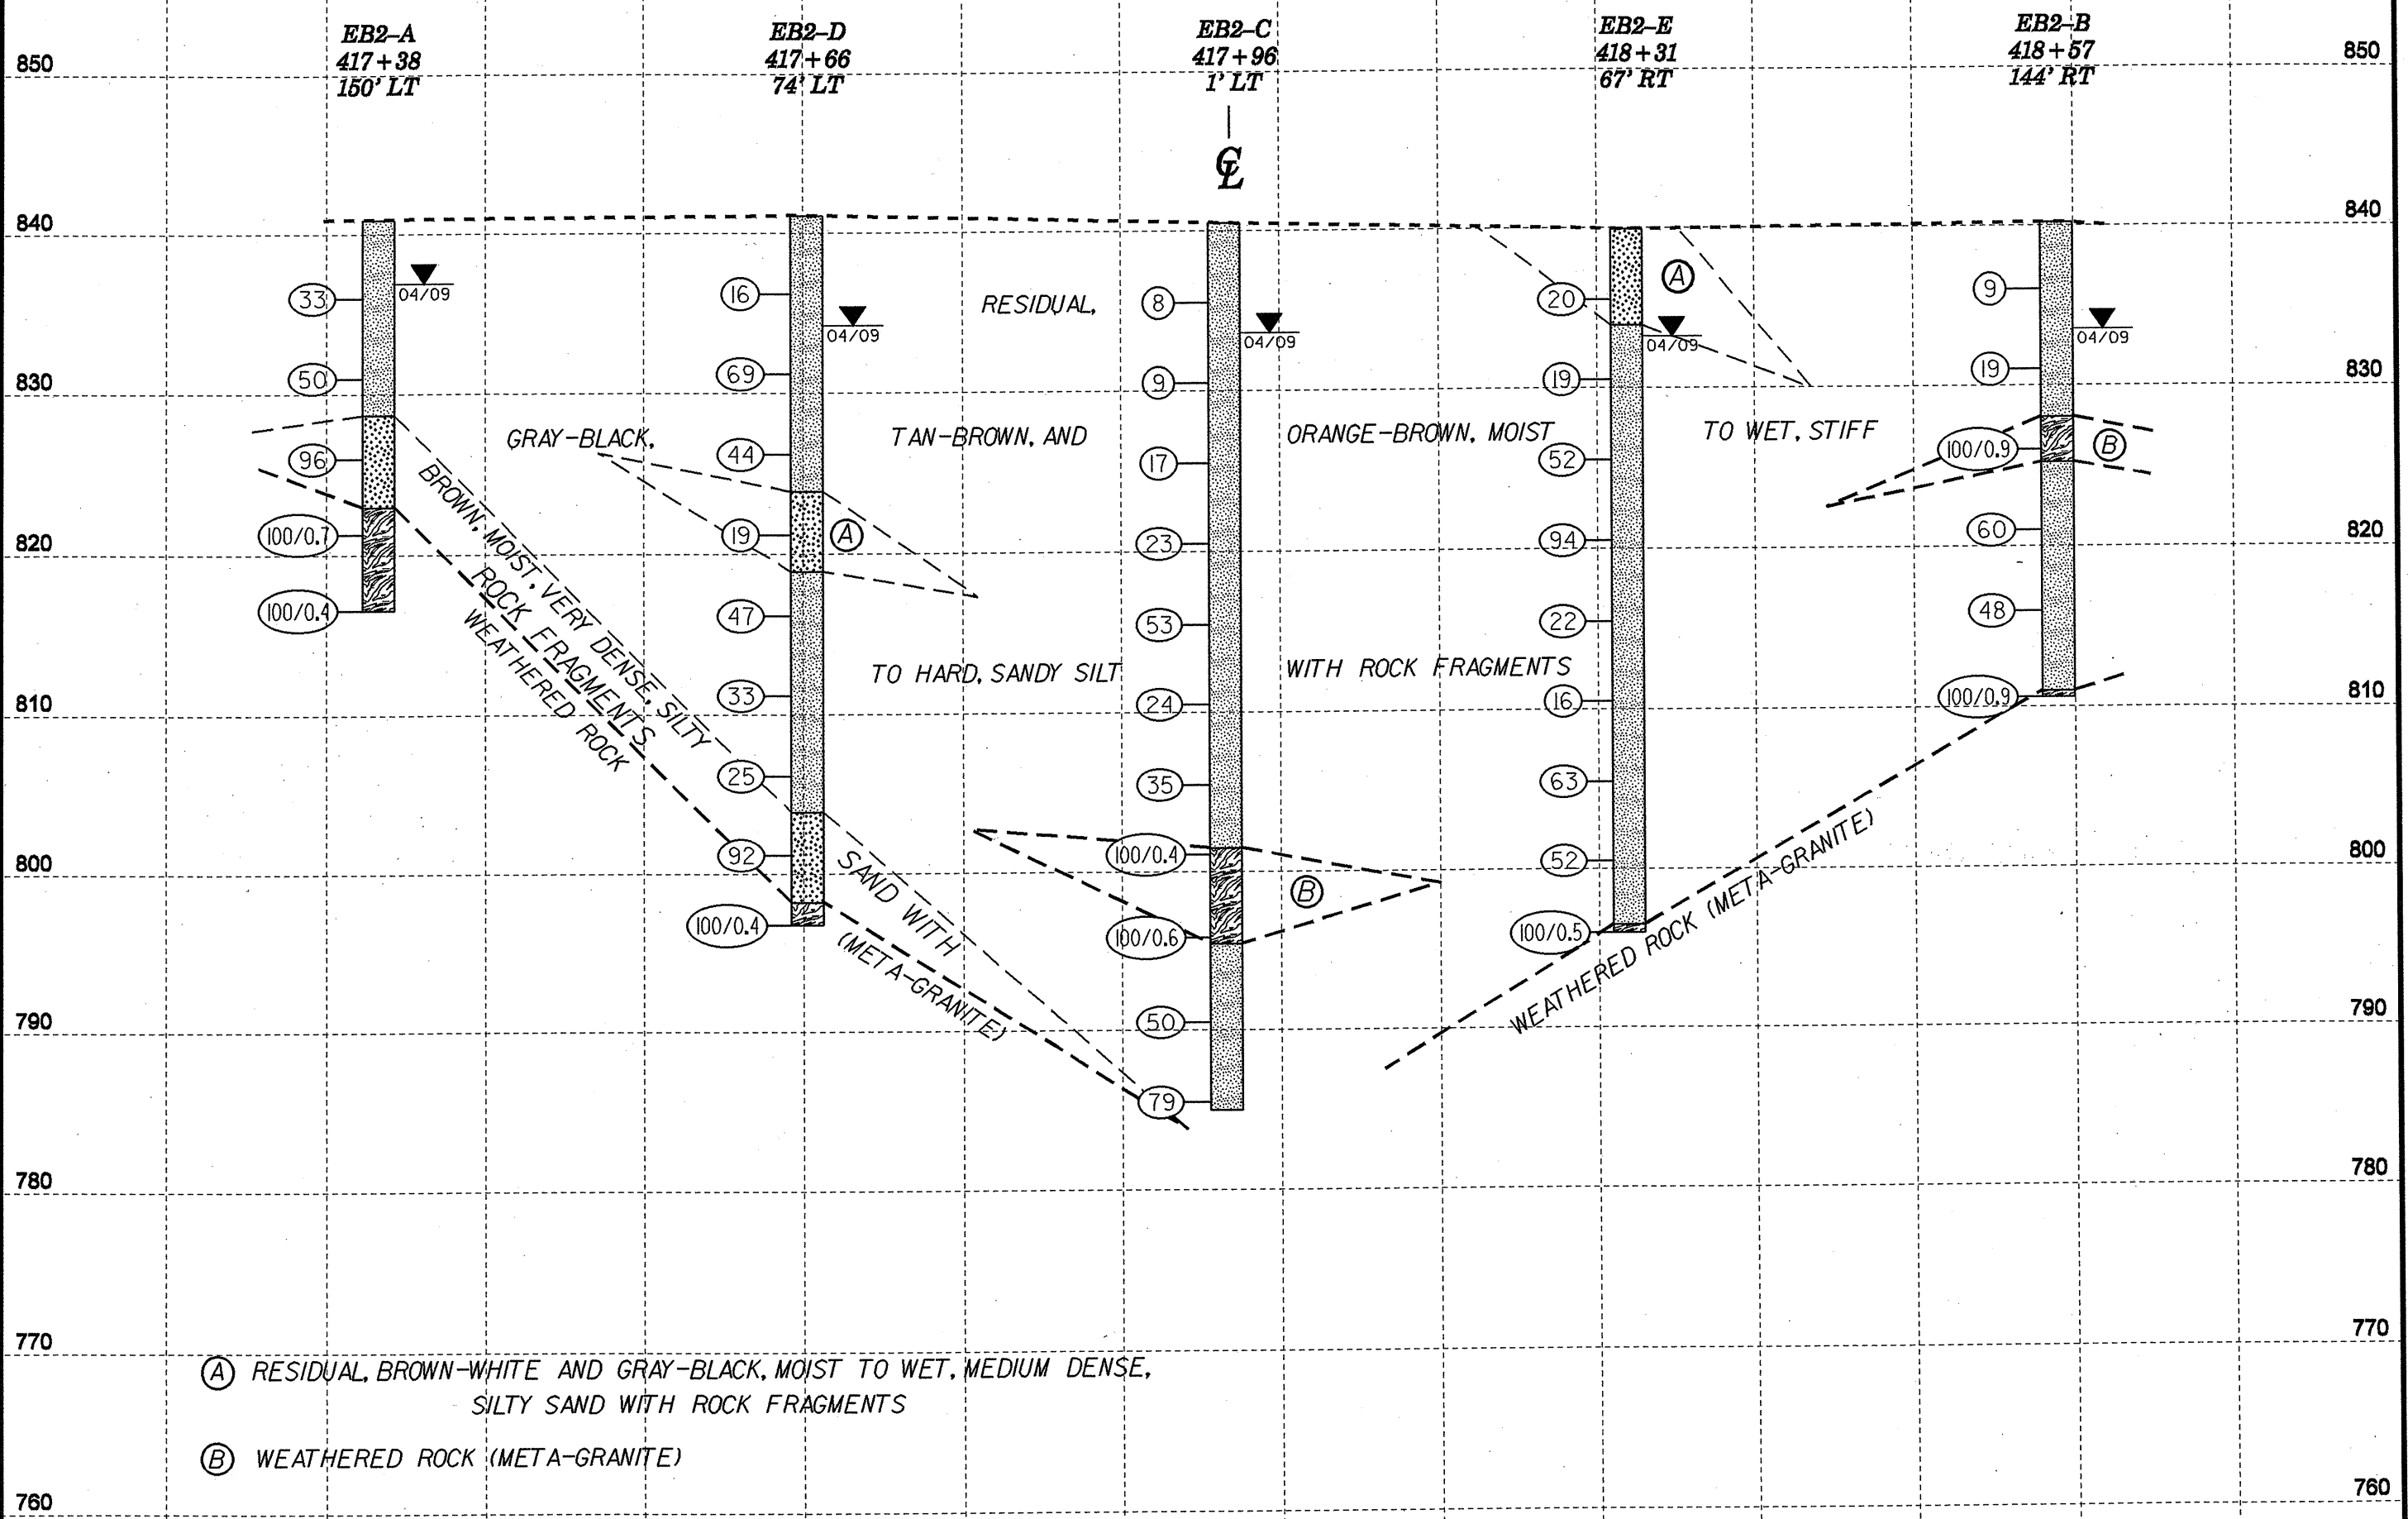 EB2-A
417+38
150' LT
EB2-D
417+66
74' LT
EB2-C
417+96
1' LT
EB2-E
418+31
67' RT
EB2-B
418+57
144' RT
850
850
CL
840
840
33
04/09
16
04/09
RESIDUAL,
8
04/09
20
A
04/09
9
04/09
830
830
50
69
9
19
19
GRAY-BLACK,
TAN-BROWN, AND
ORANGE-BROWN, MOIST
TO WET, STIFF
96
44
17
52
100/0.9
B
820
820
100/0.7
19
A
23
94
60
100/0.4
47
53
22
48
BROWN, MOIST, VERY DENSE, SILTY
SAND WITH
ROCK FRAGMENTS
WEATHERED ROCK
(META-GRANITE)
TO HARD, SANDY SILT
WITH ROCK FRAGMENTS
810
810
33
24
16
100/0.9
25
35
63
800
800
92
100/0.4
B
52
100/0.4
100/0.6
100/0.5
WEATHERED ROCK (META-GRANITE)
790
790
50
79
780
780
770
770
A RESIDUAL, BROWN-WHITE AND GRAY-BLACK, MOIST TO WET, MEDIUM DENSE,
SILTY SAND WITH ROCK FRAGMENTS
B WEATHERED ROCK (META-GRANITE)
760
760